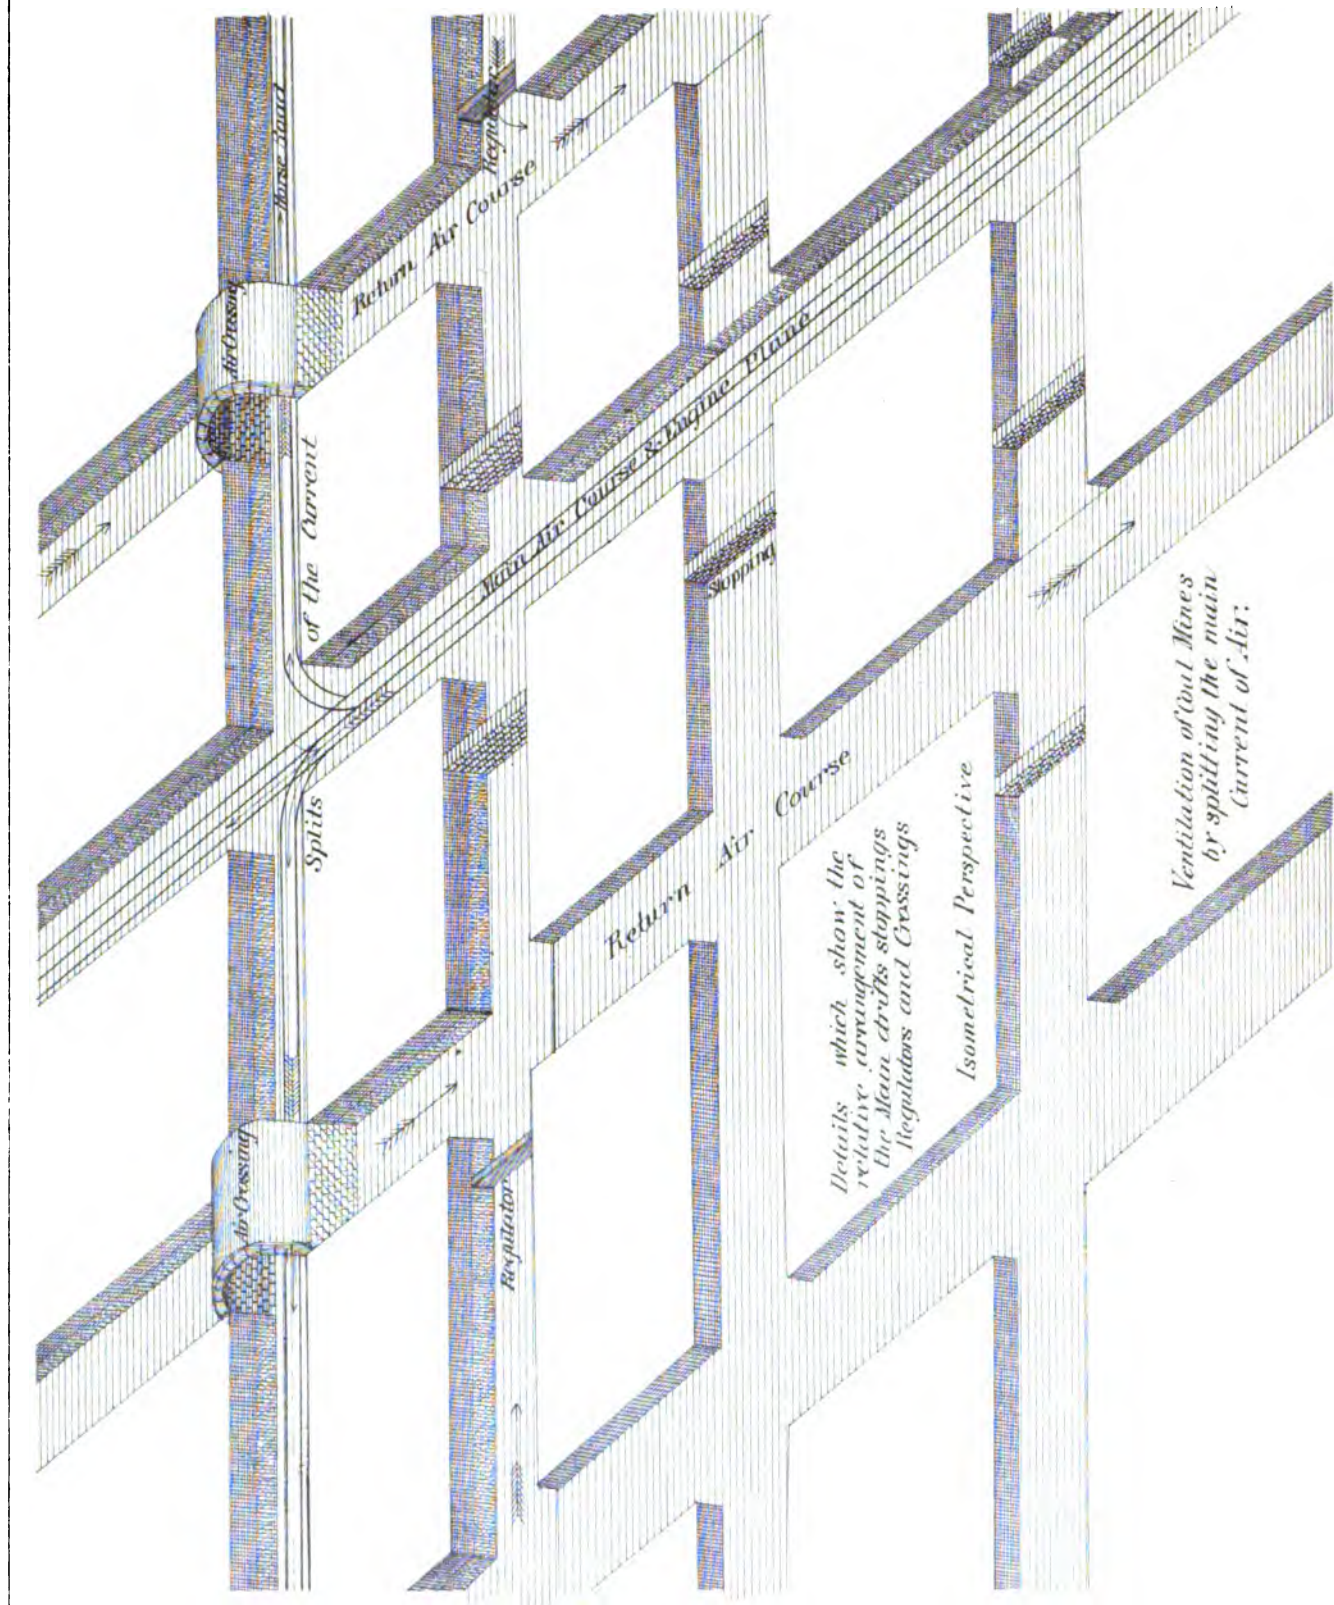 Horse Road
Regulator
Return Air Course
Air Crossing
of the Current
Main Air Course & Engine Plane
Stopping
Splits
Return Air Course
Air Crossing
Regulator
Details which show the
relative arrangement of
the Main drifts stoppings
Regulators and Crossings
Isometrical Perspective
Ventilation of Coal Mines
by splitting the main
Current of Air.